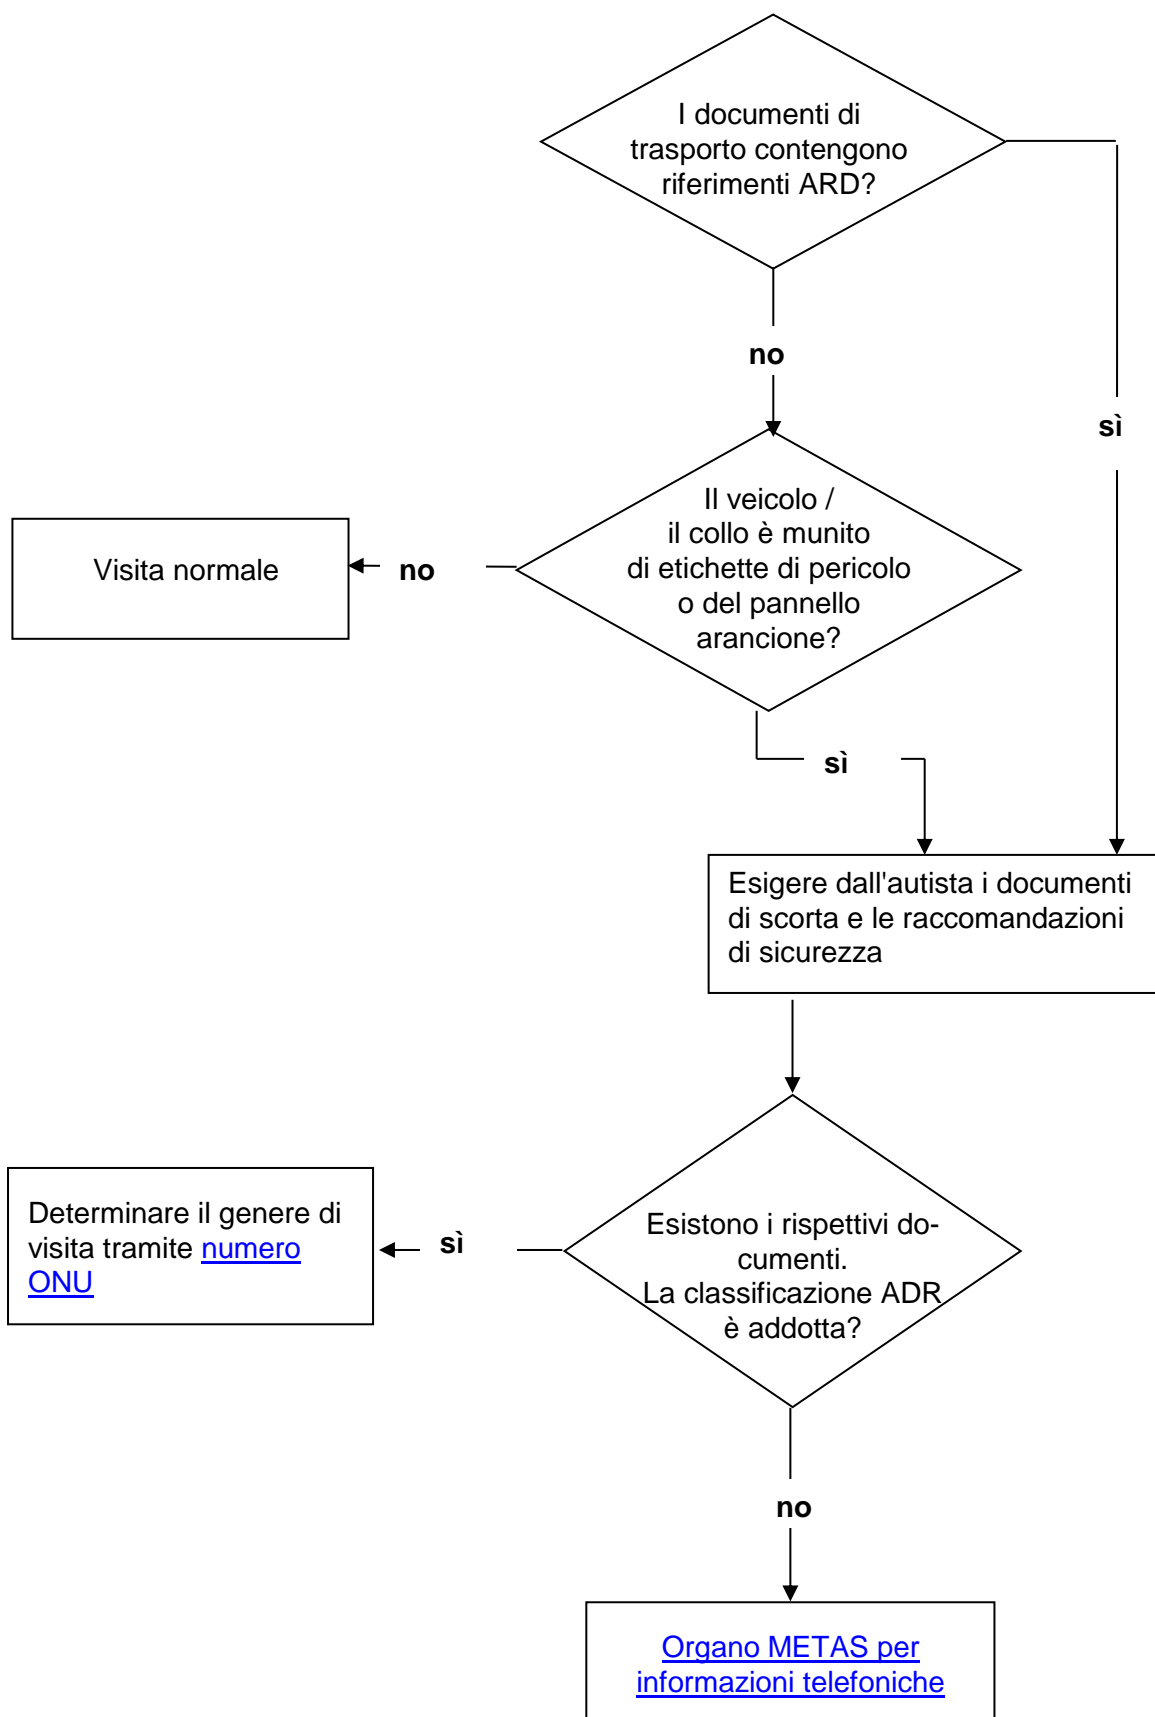 I documenti di
trasporto contengono
riferimenti ARD?
no
sì
Il veicolo /
il collo è munito
di etichette di pericolo
o del pannello
arancione?
no
Visita normale
sì
Esigere dall'autista i documenti
di scorta e le raccomandazioni
di sicurezza
Esistono i rispettivi do-
cumenti.
La classificazione ADR
è addotta?
sì
Determinare il genere di
visita tramite numero
ONU
no
Organo METAS per
informazioni telefoniche